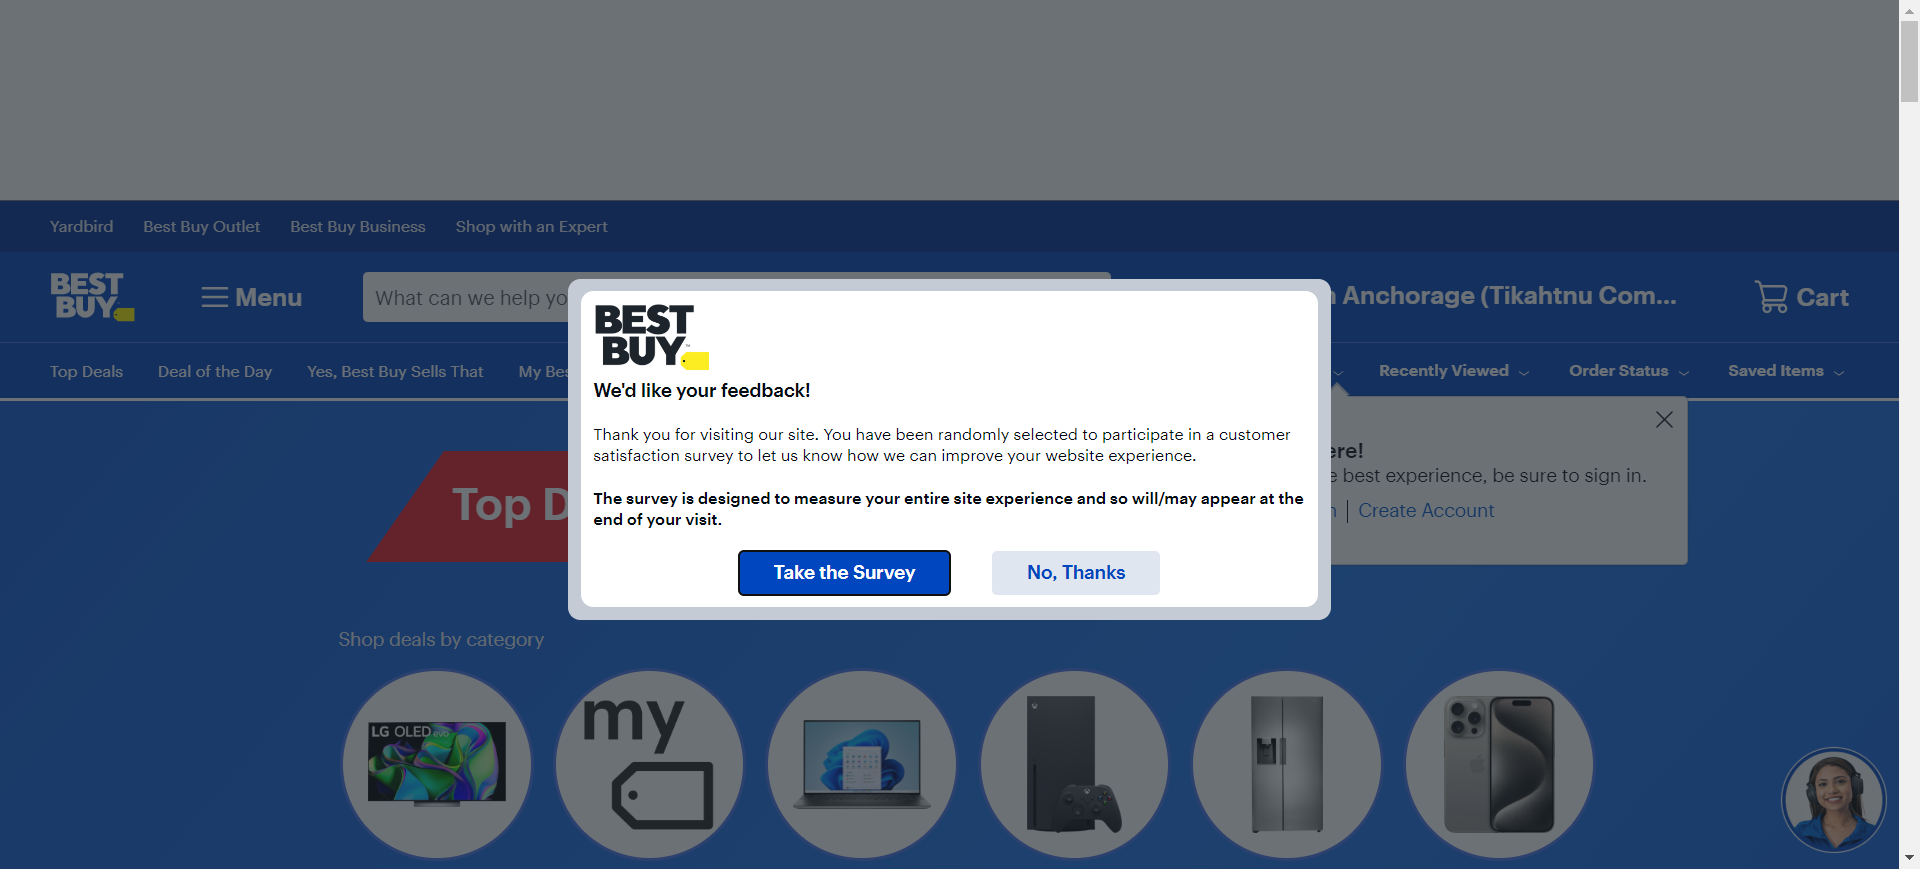 Yardbird Best Buy Outlet Best Buy Business Shop with an Expert
BEST
BUY
Menu
What can we help yo
Anchorage (Tikahtnu Com...
Cart
Top Deals Deal of the Day Yes, Best Buy Sells That My Bes
Recently Viewed Order Status Saved Items
BEST
BUY™
We'd like your feedback!
Thank you for visiting our site. You have been randomly selected to participate in a customer
satisfaction survey to let us know how we can improve your website experience.
The survey is designed to measure your entire site experience and so will/may appear at the
end of your visit.
Take the Survey No, Thanks
ere!
e best experience, be sure to sign in.
n | Create Account
Top D
Shop deals by category
LG OLED evo
my